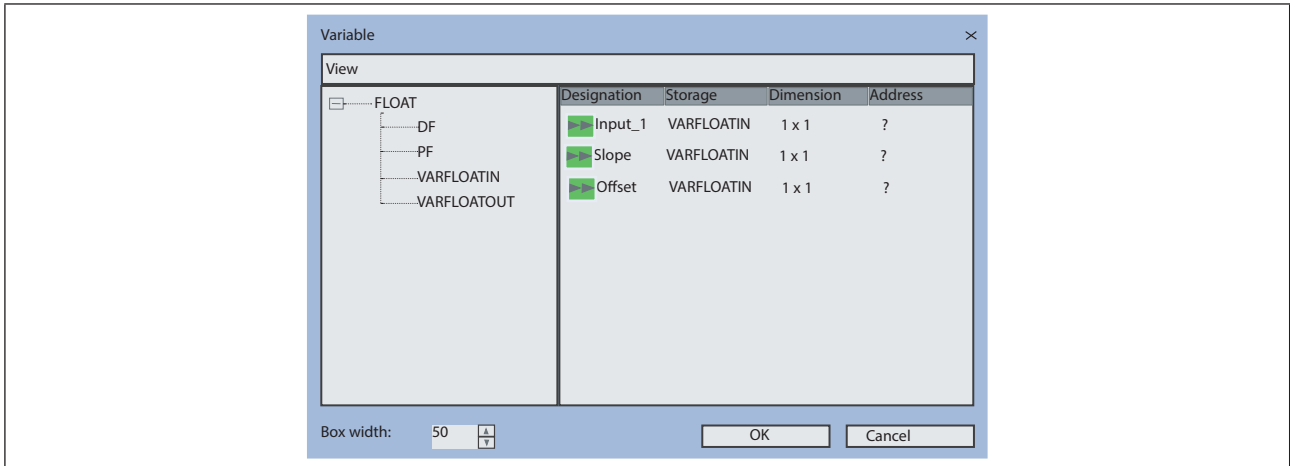 Variable ×
View
FLOAT
DF
PF
VARFLOATIN
VARFLOATOUT
Designation Storage Dimension Address
Input_1 VARFLOATIN 1 x 1 ?
Slope VARFLOATIN 1 x 1 ?
Offset VARFLOATIN 1 x 1 ?
Box width: 50 OK Cancel